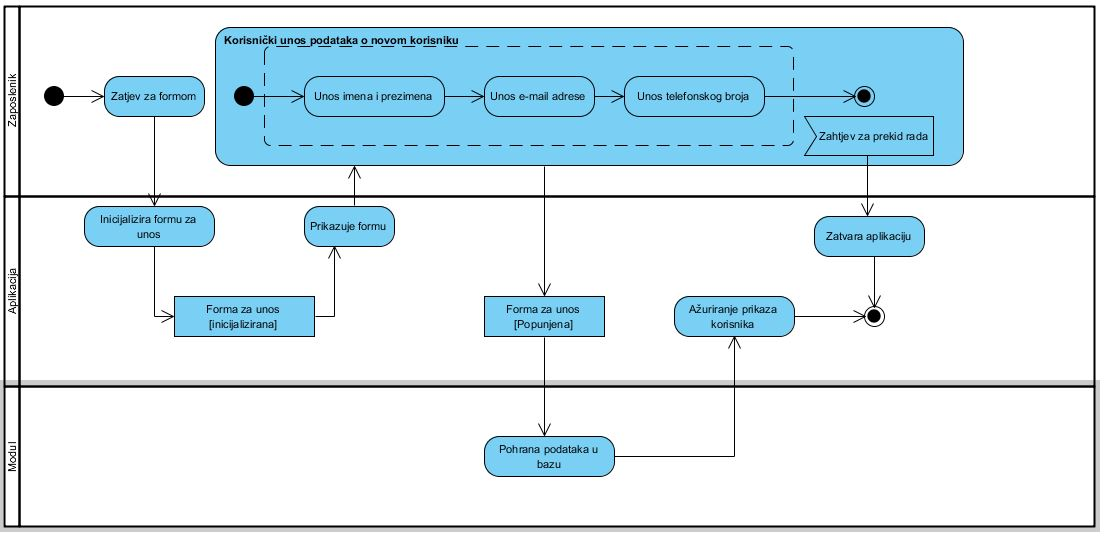 Zaposlenik
Korisnički unos podataka o novom korisniku
Zatjev za formom
Unos imena i prezimena
Unos e-mail adrese
Unos telefonskog broja
Zahtjev za prekid rada
Aplikacija
Inicijalizira formu za
unos
Prikazuje formu
Zatvara aplikaciju
Forma za unos
[inicijalizirana]
Forma za unos
[Popunjena]
Ažuriranje prikaza
korisnika
Modul
Pohrana podataka u
bazu